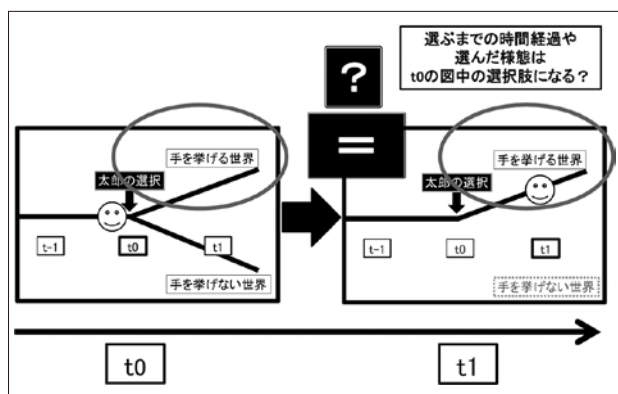 選ぶまでの時間経過や
選んだ様態は
t0の図中の選択肢になる？
？
＝
手を挙げる世界
太郎の選択
t-1
t0
t1
手を挙げない世界
手を挙げる世界
太郎の選択
t-1
t0
t1
手を挙げない世界
t0
t1